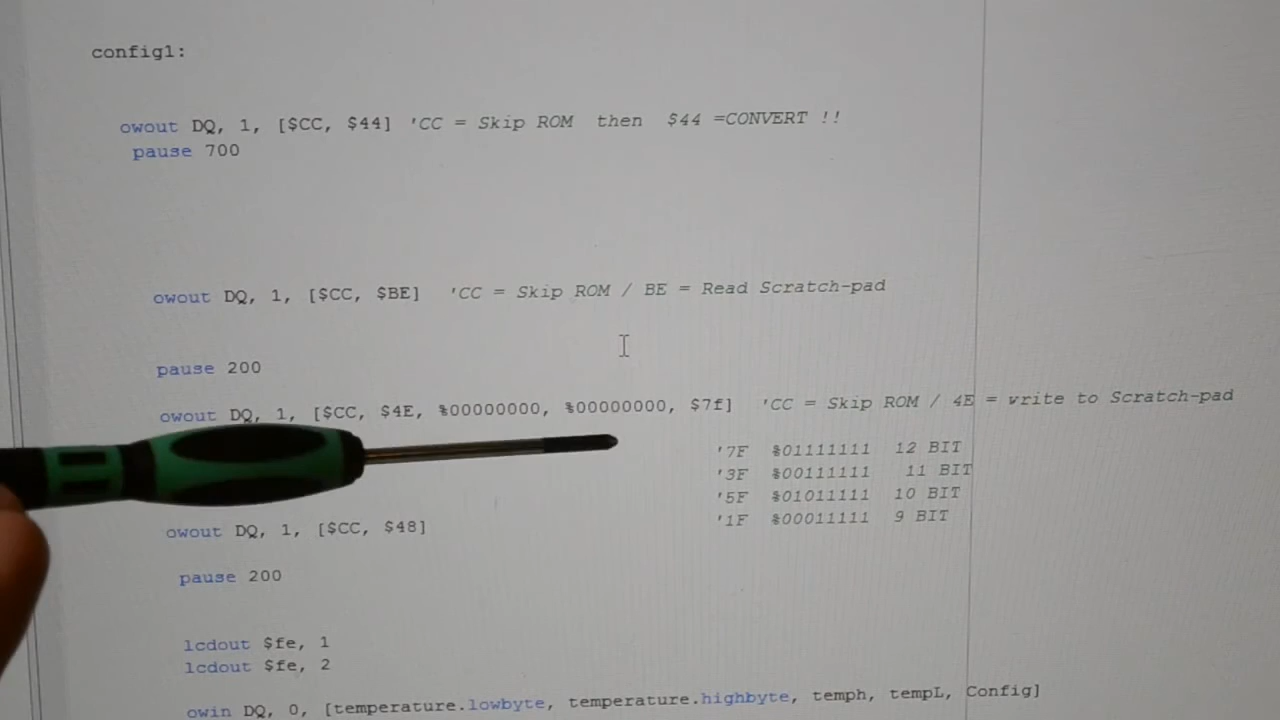 config1:
owout DQ, 1, [$CC, $44] 'CC = Skip ROM then $44 =CONVERT !!
pause 700
owout DQ, 1, [$CC, $BE] 'CC = Skip ROM / BE = Read Scratch-pad
pause 200
owout DQ, 1, [$CC, $4E, %00000000, %00000000, $7f] 'CC = Skip ROM / 4E = write to Scratch-pad
'7F %01111111 12 BIT
'3F %00111111 11 BIT
'5F %01011111 10 BIT
'1F %00011111 9 BIT
owout DQ, 1, [$CC, $48]
pause 200
lcdout $fe, 1
lcdout $fe, 2
owin DQ, 0, [temperature.lowbyte, temperature.highbyte, temph, tempL, Config]